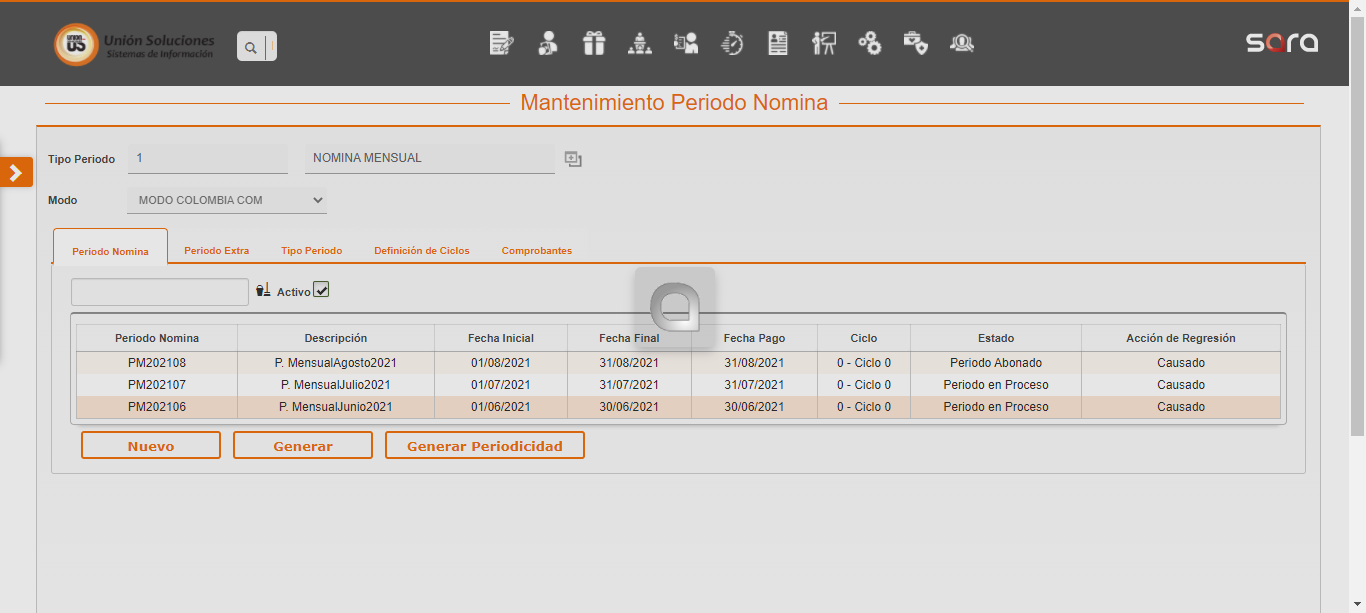 UNION
US
Unión Soluciones
Sistemas de Información
sara
Mantenimiento Periodo Nomina
Tipo Periodo 1 NOMINA MENSUAL
Modo MODO COLOMBIA COM
Periodo Nomina Periodo Extra Tipo Periodo Definición de Ciclos Comprobantes
Activo
Periodo Nomina Descripción Fecha Inicial Fecha Final Fecha Pago Ciclo Estado Acción de Regresión
PM202108 P. MensualAgosto2021 01/08/2021 31/08/2021 31/08/2021 0 - Ciclo 0 Periodo Abonado Causado
PM202107 P. MensualJulio2021 01/07/2021 31/07/2021 31/07/2021 0 - Ciclo 0 Periodo en Proceso Causado
PM202106 P. MensualJunio2021 01/06/2021 30/06/2021 30/06/2021 0 - Ciclo 0 Periodo en Proceso Causado
Nuevo Generar Generar Periodicidad